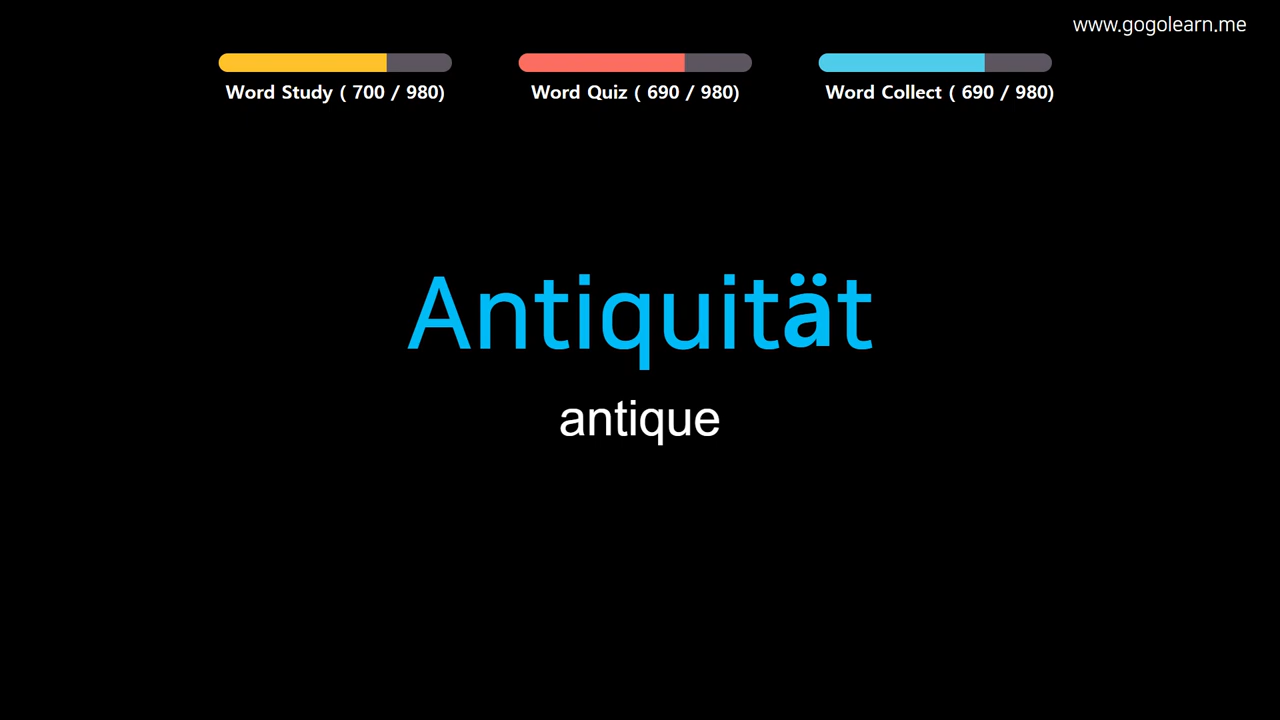 www.gogolearn.me
Word Study ( 700 / 980)
Word Quiz ( 690 / 980)
Word Collect ( 690 / 980)
Antiquität
antique